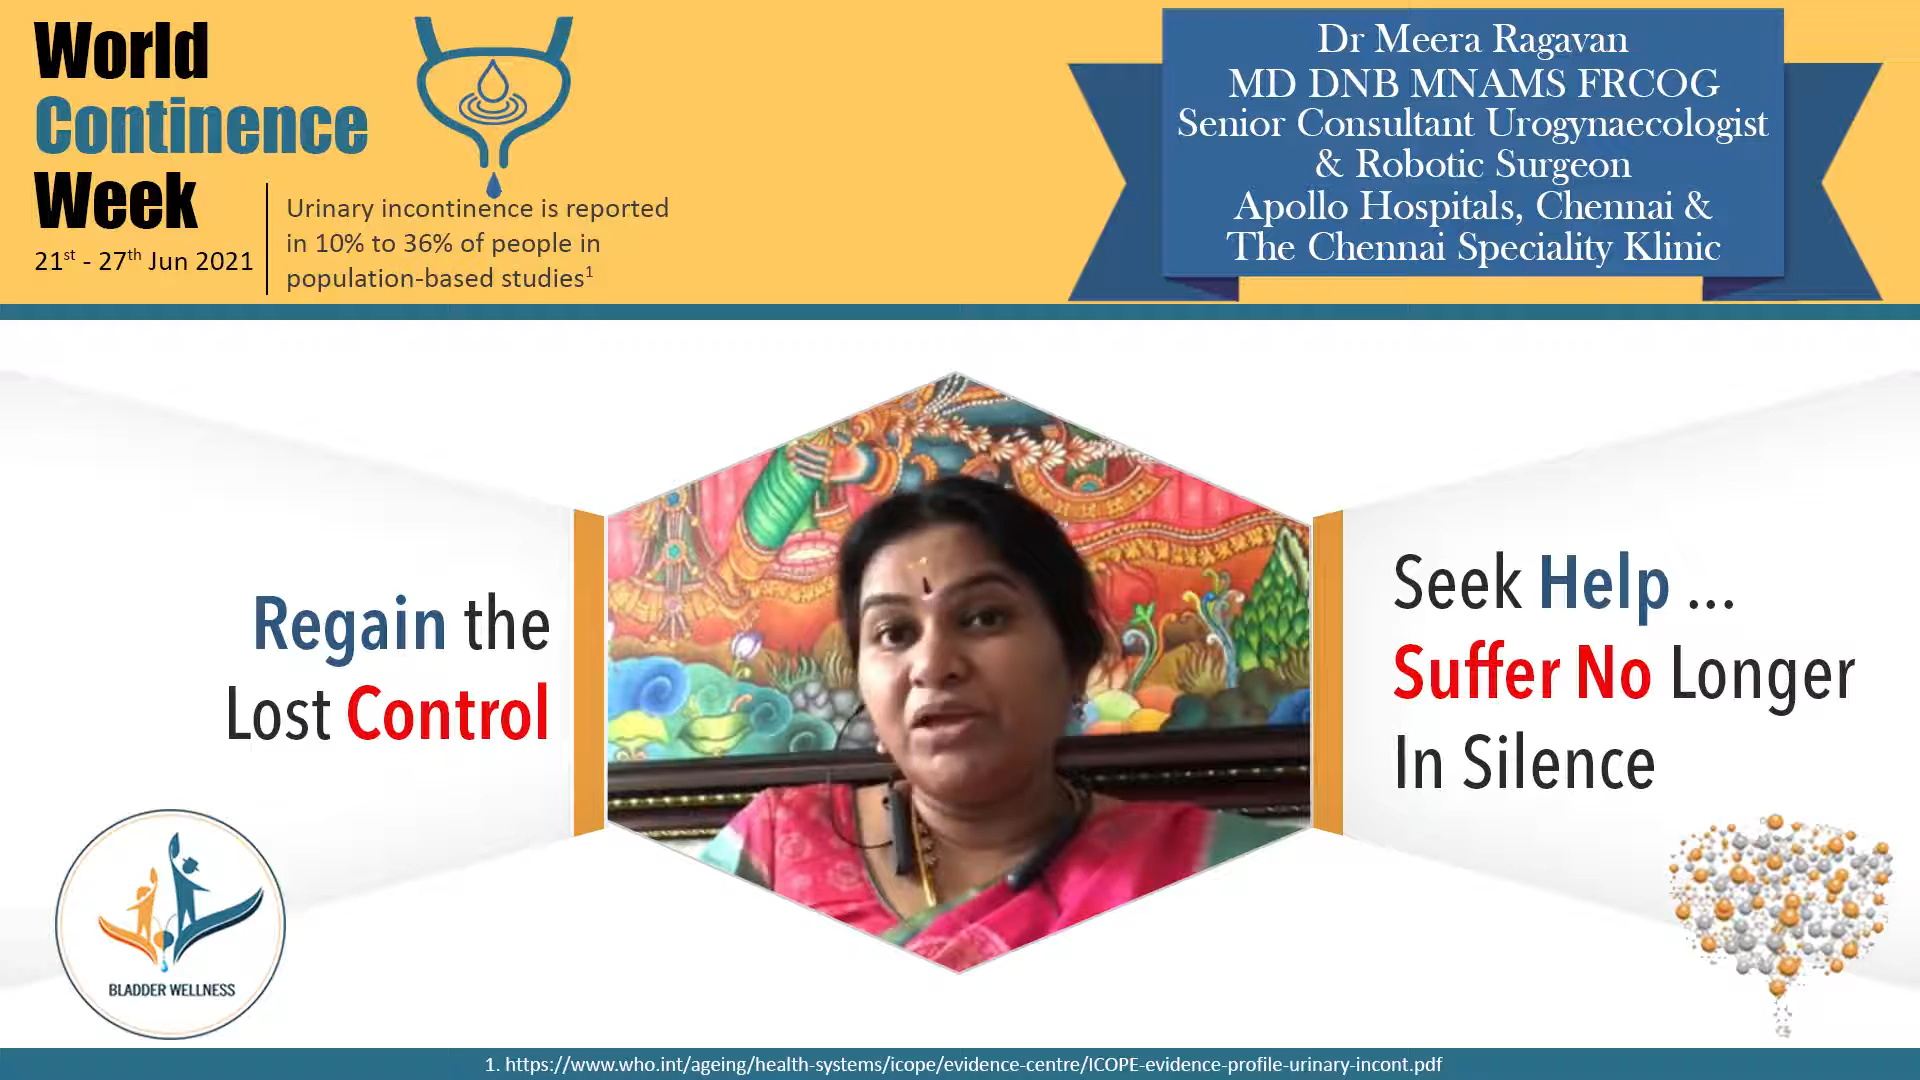 World
Continence
Week
21st - 27th Jun 2021
Urinary incontinence is reported
in 10% to 36% of people in
population-based studies1
Dr Meera Ragavan
MD DNB MNAMS FRCOG
Senior Consultant Urogynaecologist
& Robotic Surgeon
Apollo Hospitals, Chennai &
The Chennai Speciality Klinic
Regain the
Lost Control
Seek Help ...
Suffer No Longer
In Silence
BLADDER WELLNESS
1. https://www.who.int/ageing/health-systems/icope/evidence-centre/ICOPE-evidence-profile-urinary-incont.pdf